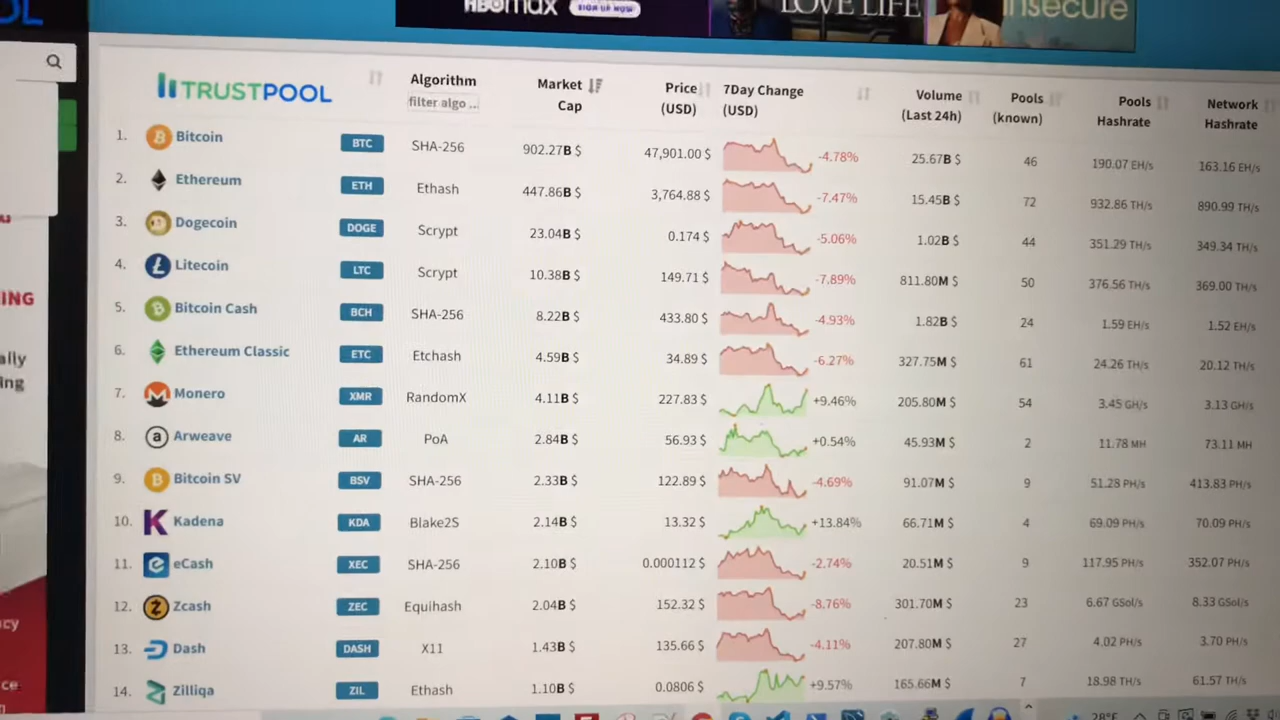 HBOmax SIGN UP NOW LOVE LIFE insecure
TRUSTPOOL Algorithm Market Cap Price (USD) 7Day Change (USD) Volume (Last 24h) Pools (known) Pools Hashrate Network Hashrate
filter algo ...
1. Bitcoin BTC SHA-256 902.27B $ 47,901.00 $ -4.78% 25.67B $ 46 190.07 EH/s 163.16 EH/s
2. Ethereum ETH Ethash 447.86B $ 3,764.88 $ -7.47% 15.45B $ 72 932.86 TH/s 890.99 TH/s
3. Dogecoin DOGE Scrypt 23.04B $ 0.174 $ -5.06% 1.02B $ 44 351.29 TH/s 349.34 TH/s
4. Litecoin LTC Scrypt 10.38B $ 149.71 $ -7.89% 811.80M $ 50 376.56 TH/s 369.00 TH/s
5. Bitcoin Cash BCH SHA-256 8.22B $ 433.80 $ -4.93% 1.82B $ 24 1.59 EH/s 1.52 EH/s
6. Ethereum Classic ETC Etchash 4.59B $ 34.89 $ -6.27% 327.75M $ 61 24.26 TH/s 20.12 TH/s
7. Monero XMR RandomX 4.11B $ 227.83 $ +9.46% 205.80M $ 54 3.45 GH/s 3.13 GH/s
8. Arweave AR PoA 2.84B $ 56.93 $ +0.54% 45.93M $ 2 11.78 MH 73.11 MH
9. Bitcoin SV BSV SHA-256 2.33B $ 122.89 $ -4.69% 91.07M $ 9 51.28 PH/s 413.83 PH/s
10. Kadena KDA Blake2S 2.14B $ 13.32 $ +13.84% 66.71M $ 4 69.09 PH/s 70.09 PH/s
11. eCash XEC SHA-256 2.10B $ 0.000112 $ -2.74% 20.51M $ 9 117.95 PH/s 352.07 PH/s
12. Zcash ZEC Equihash 2.04B $ 152.32 $ -8.76% 301.70M $ 23 6.67 GSol/s 8.33 GSol/s
13. Dash DASH X11 1.43B $ 135.66 $ -4.11% 207.80M $ 27 4.02 PH/s 3.70 PH/s
14. Zilliqa ZIL Ethash 1.10B $ 0.0806 $ +9.57% 165.66M $ 7 18.98 TH/s 61.57 TH/s
28°F